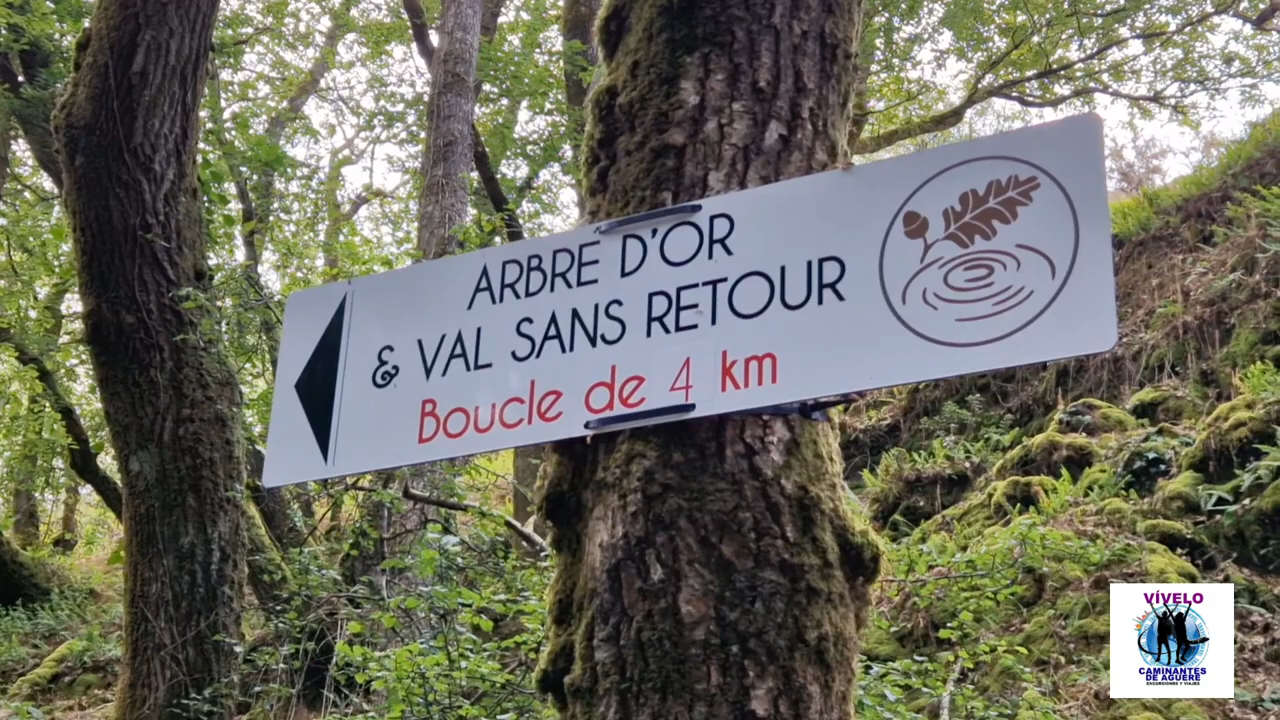 ARBRE D'OR
& VAL SANS RETOUR
Boucle de 4 km
VÍVELO
CAMINANTES
DE AGUERE
EXCURSIONES Y VIAJES